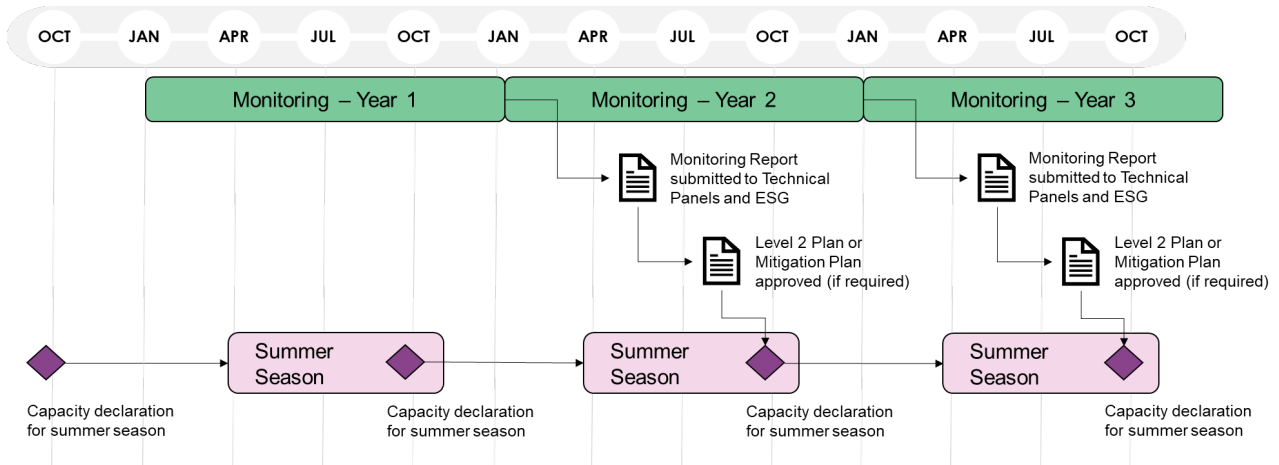 OCT JAN APR JUL OCT JAN APR JUL OCT JAN APR JUL OCT
Monitoring – Year 1
Monitoring – Year 2
Monitoring – Year 3
Monitoring Report
submitted to Technical
Panels and ESG
Monitoring Report
submitted to Technical
Panels and ESG
Level 2 Plan or
Mitigation Plan
approved (if required)
Level 2 Plan or
Mitigation Plan
approved (if required)
Summer
Season
Summer
Season
Summer
Season
Capacity declaration
for summer season
Capacity declaration
for summer season
Capacity declaration
for summer season
Capacity declaration
for summer season